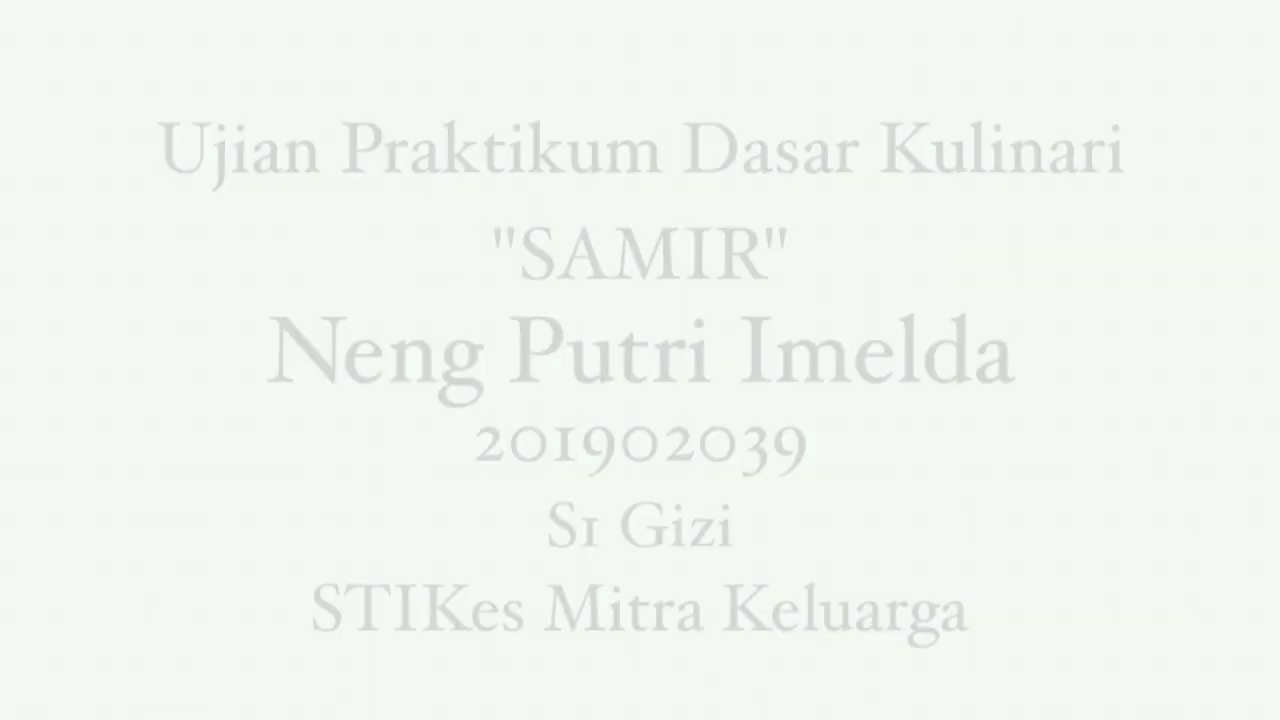 Ujian Praktikum Dasar Kulinari
"SAMIR"
Neng Putri Imelda
201902039
S1 Gizi
STIKes Mitra Keluarga